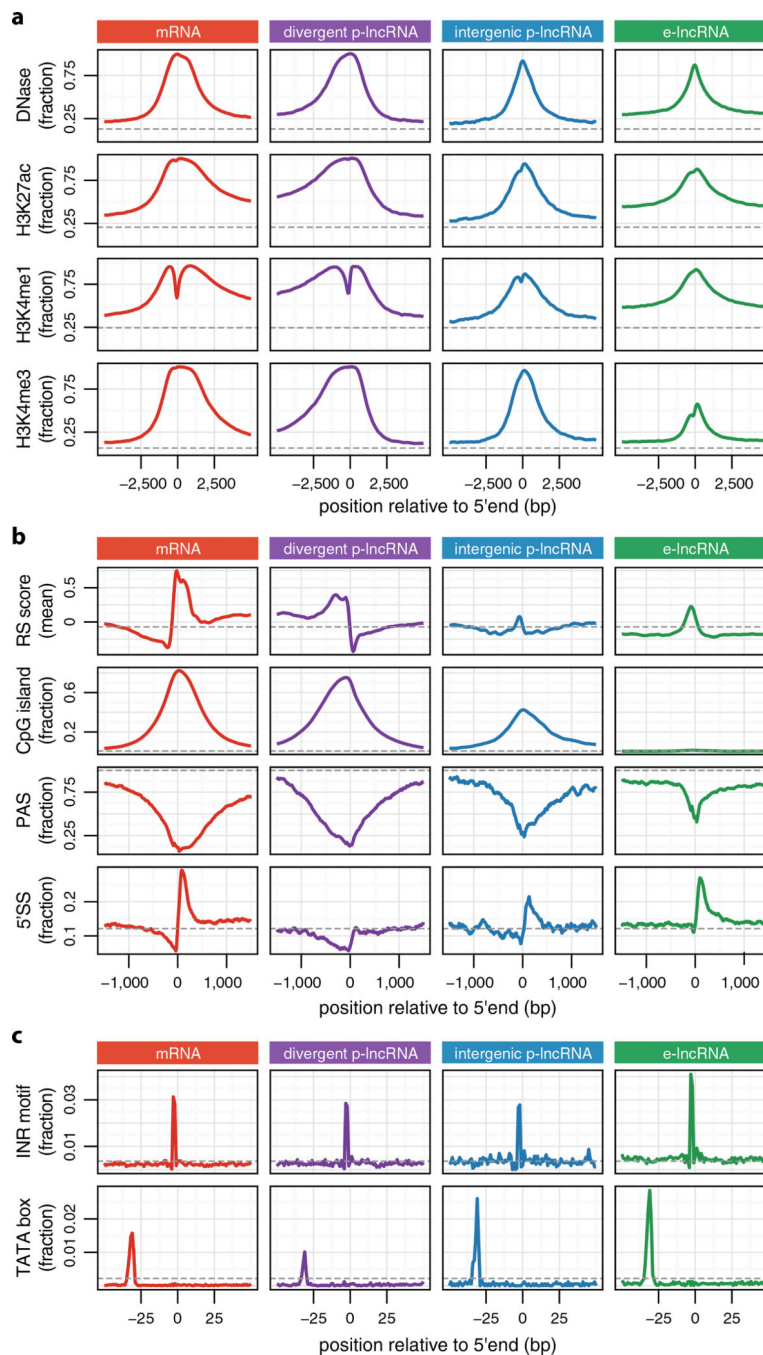 a
mRNA divergent p-lncRNA intergenic p-lncRNA e-lncRNA
DNase (fraction) 0.25 0.75
H3K27ac (fraction) 0.25 0.75
H3K4me1 (fraction) 0.25 0.75
H3K4me3 (fraction) 0.25 0.75
−2,500 0 2,500 −2,500 0 2,500 −2,500 0 2,500 −2,500 0 2,500
position relative to 5'end (bp)
b
mRNA divergent p-lncRNA intergenic p-lncRNA e-lncRNA
RS score (mean) 0 0.5
CpG island (fraction) 0.2 0.6
PAS (fraction) 0.25 0.75
5'SS (fraction) 0.1 0.2
−1,000 0 1,000 −1,000 0 1,000 −1,000 0 1,000 −1,000 0 1,000
position relative to 5'end (bp)
c
mRNA divergent p-lncRNA intergenic p-lncRNA e-lncRNA
INR motif (fraction) 0.01 0.03
TATA box (fraction) 0.01 0.02
−25 0 25 −25 0 25 −25 0 25 −25 0 25
position relative to 5'end (bp)